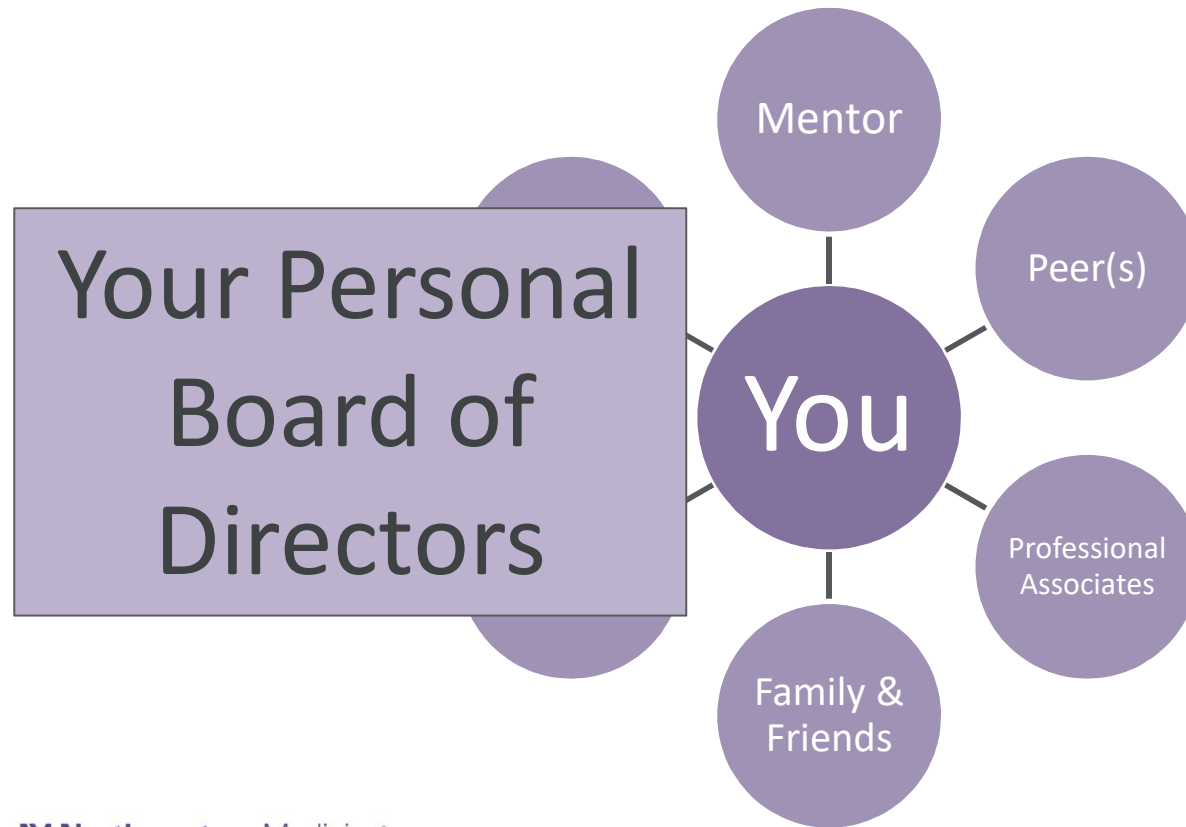 Mentor
Peer(s)
Your Personal
Board of
Directors
You
Professional
Associates
Family &
Friends